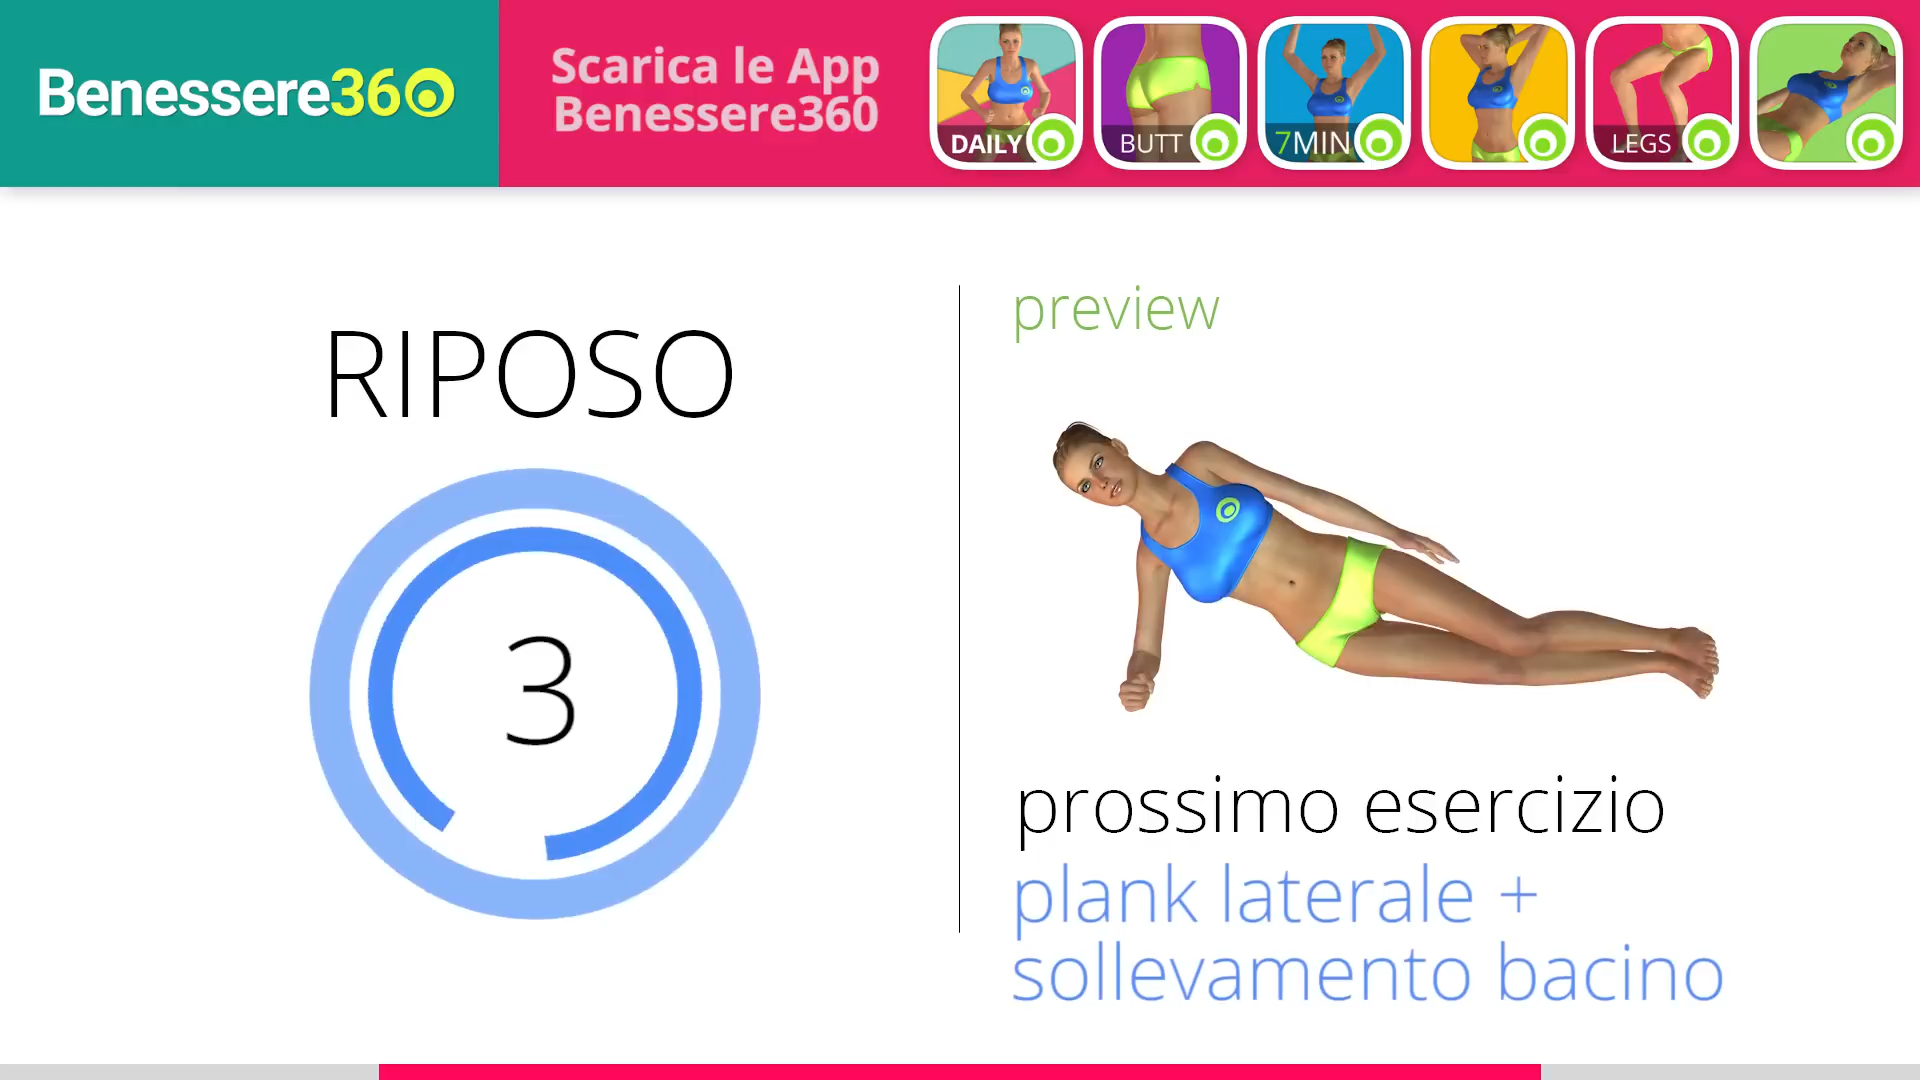 Benessere360
Scarica le App
Benessere360
DAILY
BUTT
7MIN
LEGS
RIPOSO
3
preview
prossimo esercizio
plank laterale +
sollevamento bacino